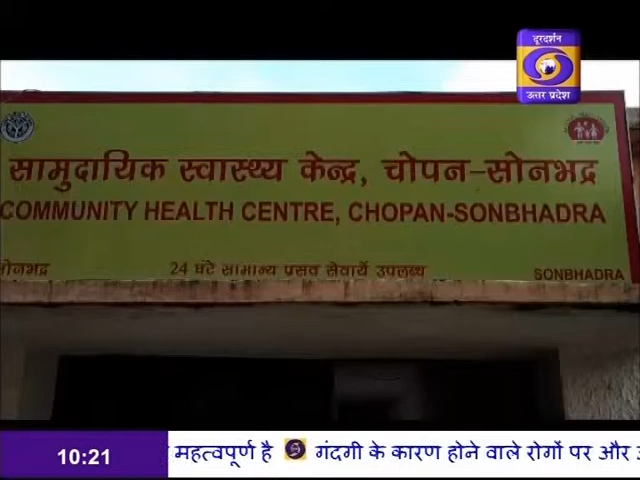 दूरदर्शन
उत्तर प्रदेश
सामुदायिक स्वास्थ्य केन्द्र, चोपन-सोनभद्र
COMMUNITY HEALTH CENTRE, CHOPAN-SONBHADRA
सोनभद्र 24 घंटे सामान्य प्रसव सेवायें उपलब्ध SONBHADRA
10:21 महत्वपूर्ण है गंदगी के कारण होने वाले रोगों पर और